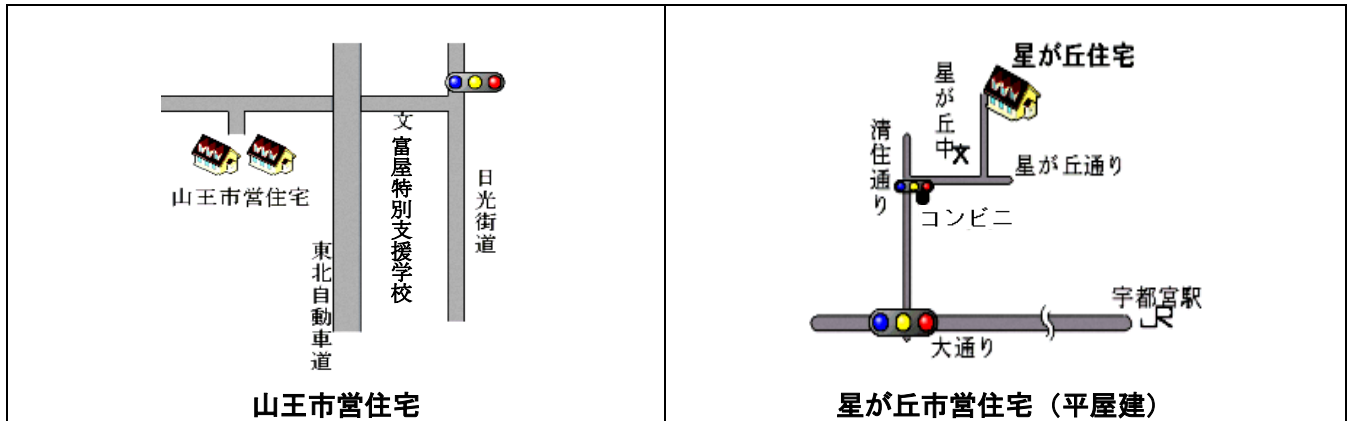 文
富屋特別支援学校
日光街道
山王市営住宅
東北自動車道
山王市営住宅
星が丘住宅
星が丘中
文
清住通り
星が丘通り
コンビニ
宇都宮駅
JR
大通り
星が丘市営住宅（平屋建）